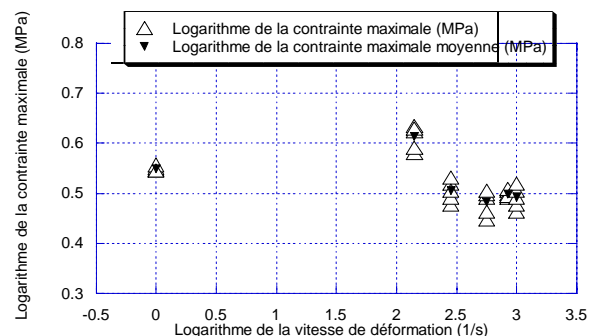 Logarithme de la contrainte maximale (MPa)
Logarithme de la contrainte maximale moyenne (MPa)
Logarithme de la contrainte maximale (MPa)
0.8
0.7
0.6
0.5
0.4
0.3
-0.5 0 0.5 1 1.5 2 2.5 3 3.5
Logarithme de la vitesse de déformation (1/s)